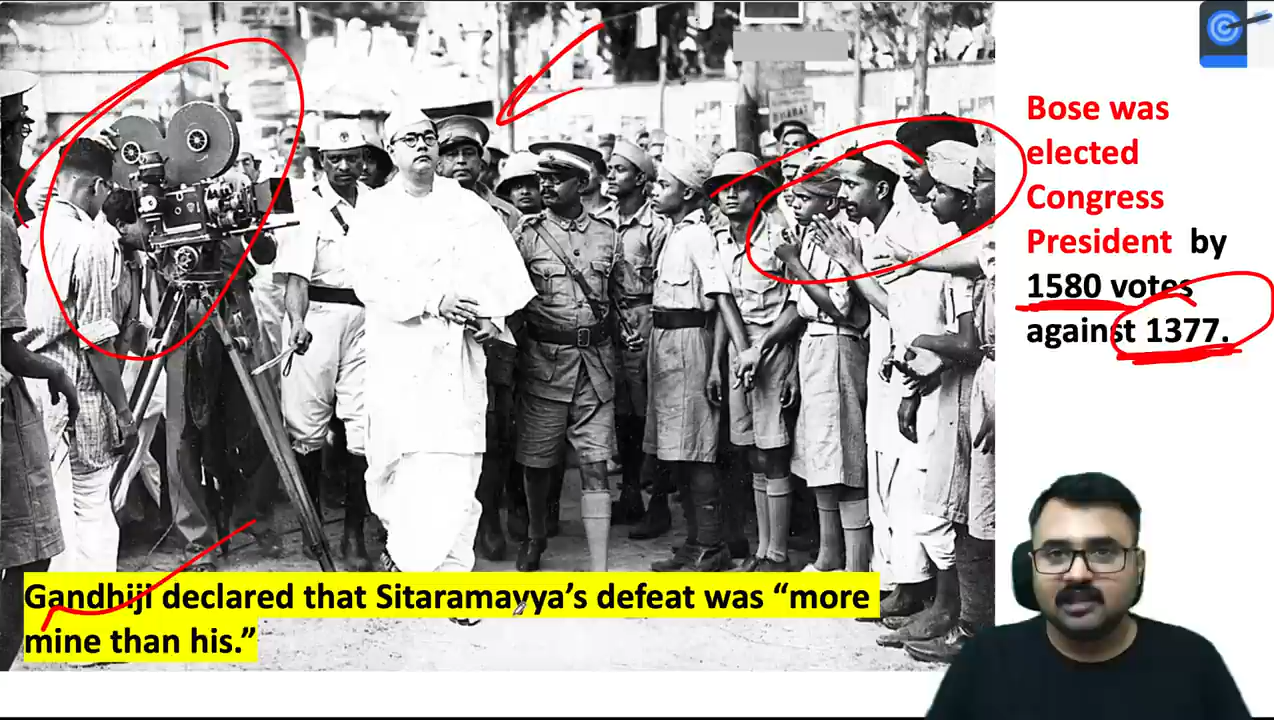 Bose was
elected
Congress
President by
1580 votes
against 1377.
Gandhiji declared that Sitaramayya’s defeat was “more
mine than his.”